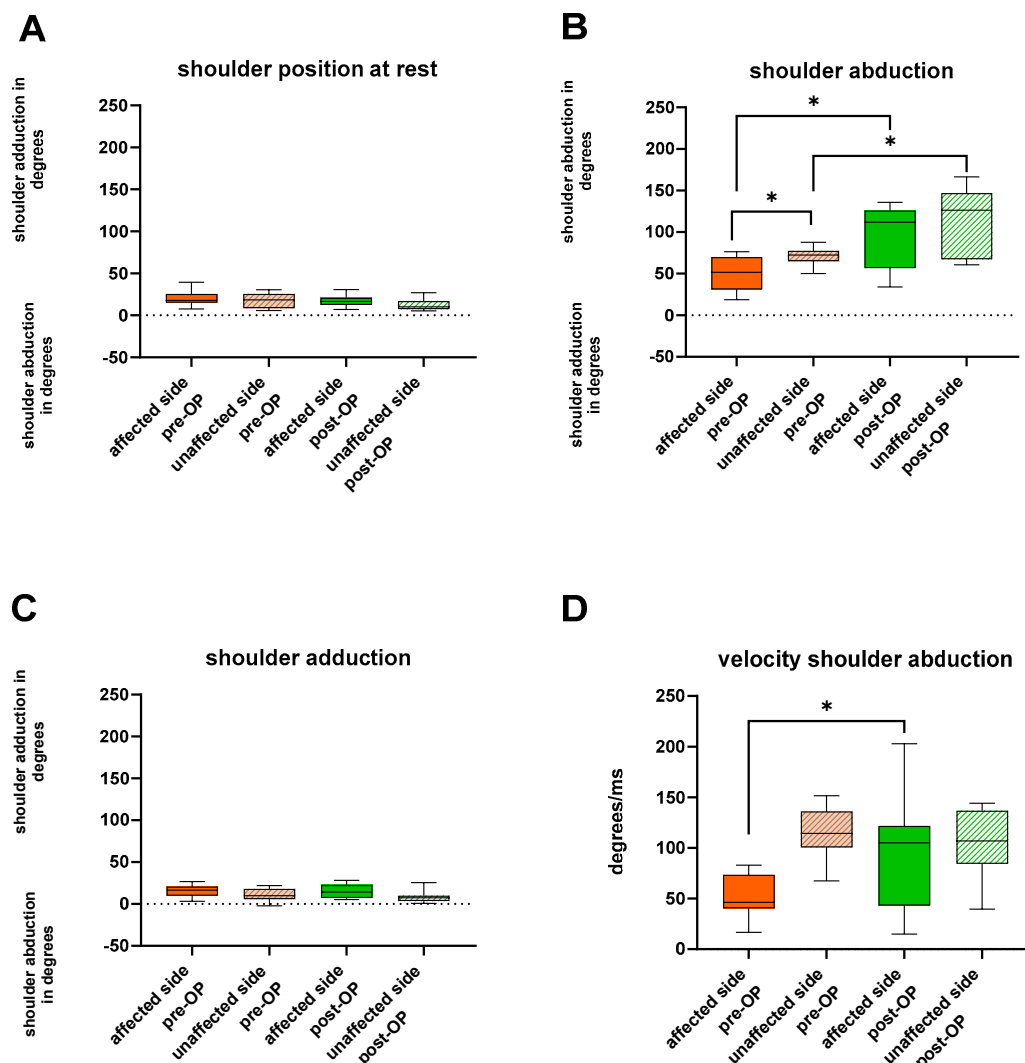 A
shoulder position at rest
shoulder adduction in
degrees
shoulder abduction
in degrees
250
200
150
100
50
0
-50
affected side
pre-OP
unaffected side
pre-OP
affected side
post-OP
unaffected side
post-OP
B
shoulder abduction
shoulder abduction in
degrees
shoulder adduction
in degrees
250
200
150
100
50
0
-50
*
*
*
affected side
pre-OP
unaffected side
pre-OP
affected side
post-OP
unaffected side
post-OP
C
shoulder adduction
shoulder adduction in
degrees
shoulder abduction
in degrees
250
200
150
100
50
0
-50
affected side
pre-OP
unaffected side
pre-OP
affected side
post-OP
unaffected side
post-OP
D
velocity shoulder abduction
degrees/ms
250
200
150
100
50
0
*
affected side
pre-OP
unaffected side
pre-OP
affected side
post-OP
unaffected side
post-OP